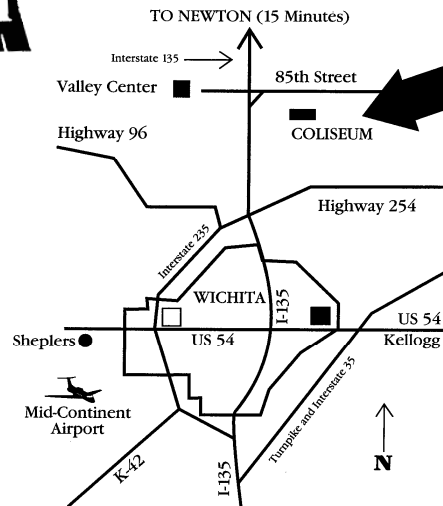 TO NEWTON (15 Minutes)
Interstate 135
85th Street
Valley Center
COLISEUM
Highway 96
Highway 254
Interstate 235
WICHITA
I-135
US 54
US 54
Kellogg
Sheplers
Mid-Continent
Airport
Turnpike and Interstate 35
K-42
I-135
N